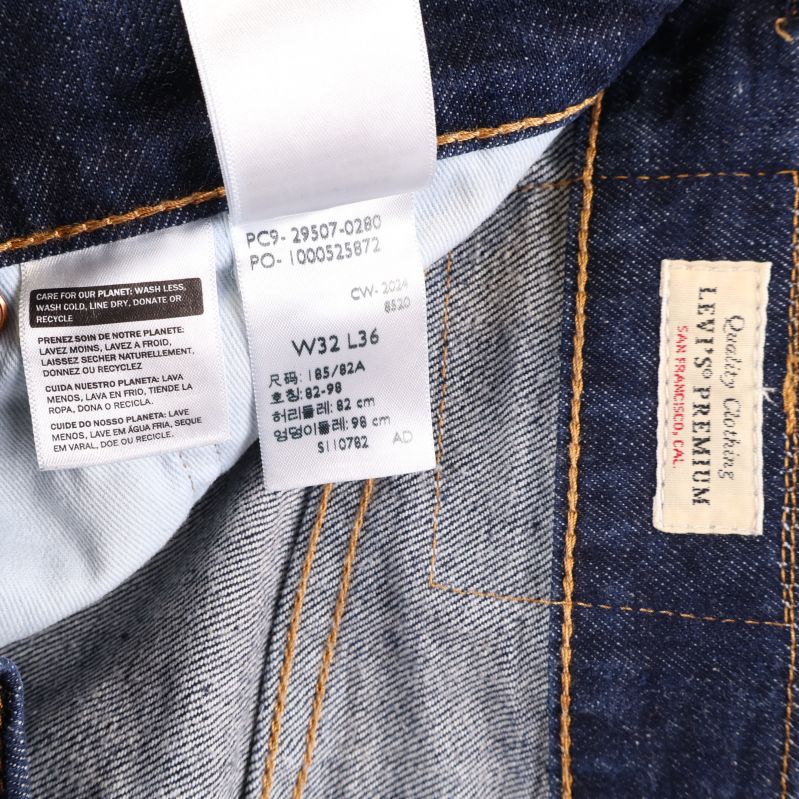 CARE FOR OUR PLANET: WASH LESS,
WASH COLD, LINE DRY, DONATE OR
RECYCLE
PRENEZ SOIN DE NOTRE PLANETE:
LAVEZ MOINS, LAVEZ A FROID,
LAISSEZ SECHER NATURELLEMENT,
DONNEZ OU RECYCLEZ
CUIDA NUESTRO PLANETA: LAVA
MENOS, LAVA EN FRIO, TIENDE LA
ROPA, DONA O RECICLA.
CUIDE DO NOSSO PLANETA: LAVE
MENOS, LAVE EM ÁGUA FRIA, SEQUE
EM VARAL, DOE OU RECICLE.
PC9- 29507-0280
PO- 1000525872
CW- 2024
8520
W32 L36
尺码: 185/82A
호칭: 82-98
허리둘레: 82 cm
엉덩이둘레: 98 cm
S110782 AD
Quality Clothing
LEVI'S® PREMIUM
SAN FRANCISCO, CAL.